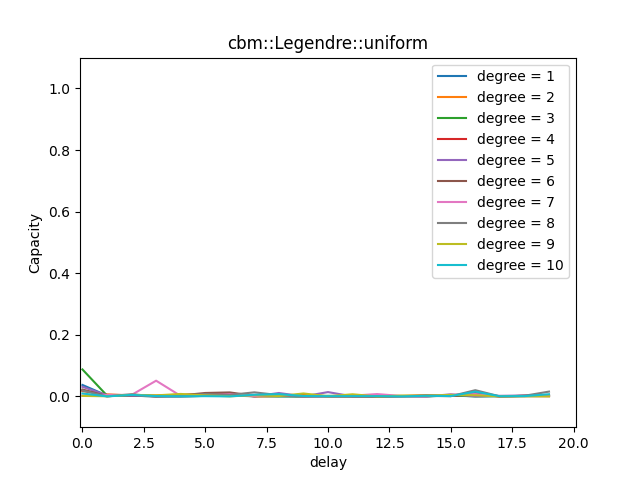 cbm::Legendre::uniform
degree = 1
degree = 2
degree = 3
degree = 4
degree = 5
degree = 6
degree = 7
degree = 8
degree = 9
degree = 10
Capacity
1.0
0.8
0.6
0.4
0.2
0.0
0.0 2.5 5.0 7.5 10.0 12.5 15.0 17.5 20.0
delay